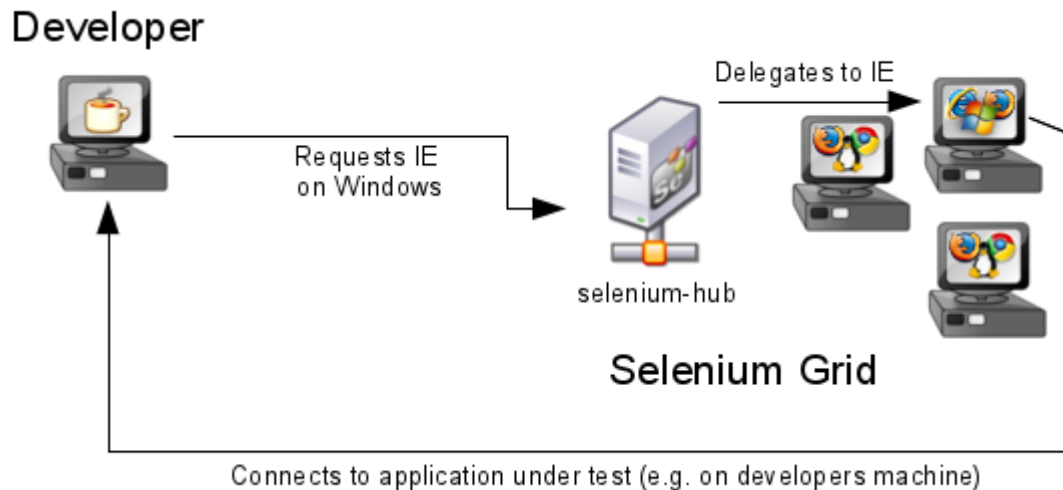 Developer
Delegates to IE
Requests IE
on Windows
Se
selenium-hub
Selenium Grid
Connects to application under test (e.g. on developers machine)